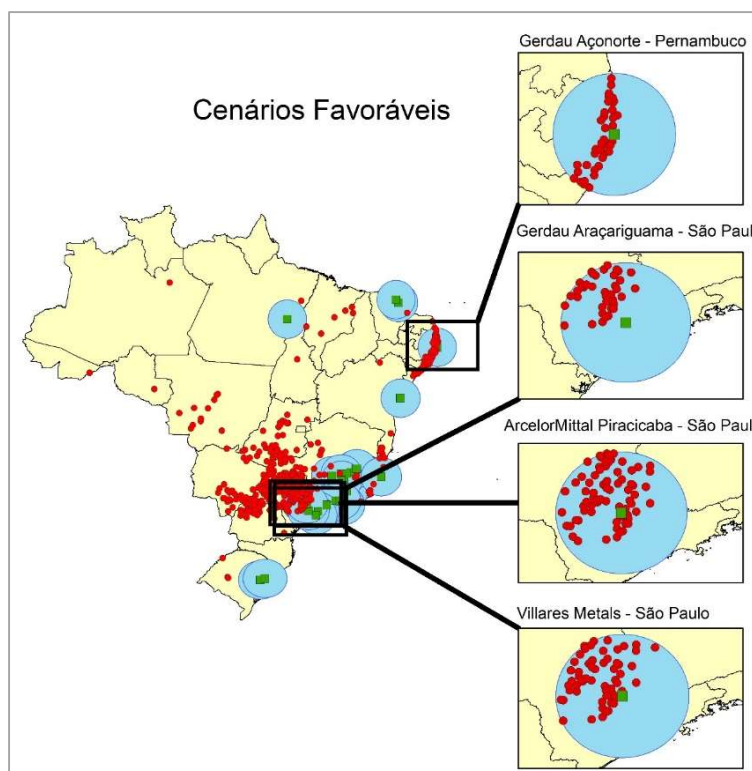 Gerdau Açonorte - Pernambuco
Cenários Favoráveis
Gerdau Araçariguama - São Paul
ArcelorMittal Piracicaba - São Paul
Villares Metals - São Paulo